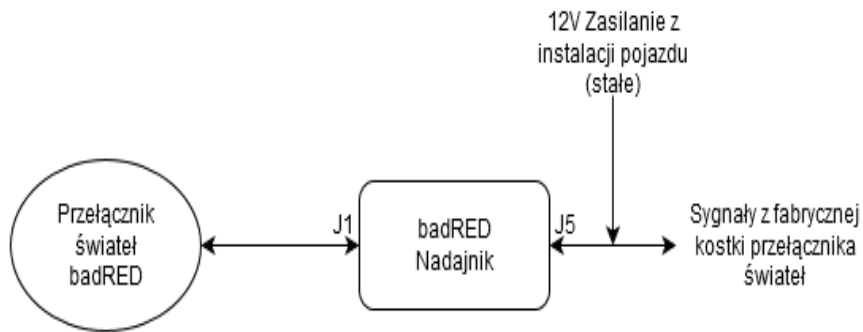 12V Zasilanie z
instalacji pojazdu
(stałe)
Przełącznik
świateł
badRED
J1
badRED
Nadajnik
J5
Sygnały z fabrycznej
kostki przełącznika
świateł